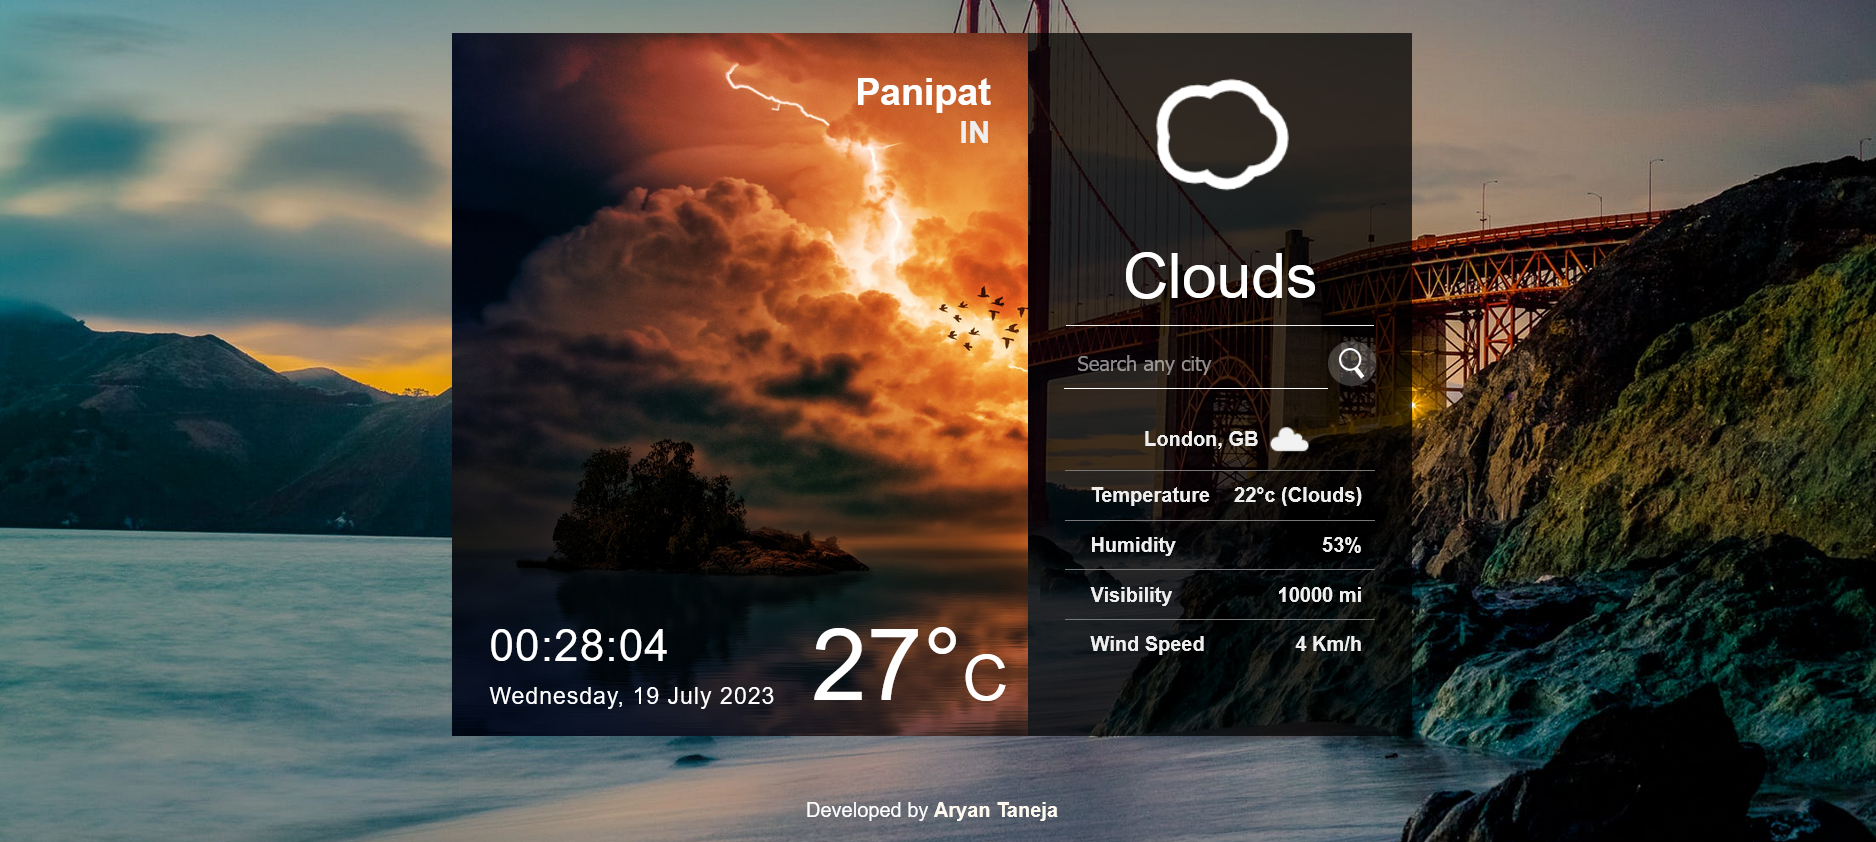 Panipat
IN
00:28:04
Wednesday, 19 July 2023
27°C
Clouds
Search any city
London, GB
Temperature 22°c (Clouds)
Humidity 53%
Visibility 10000 mi
Wind Speed 4 Km/h
Developed by Aryan Taneja